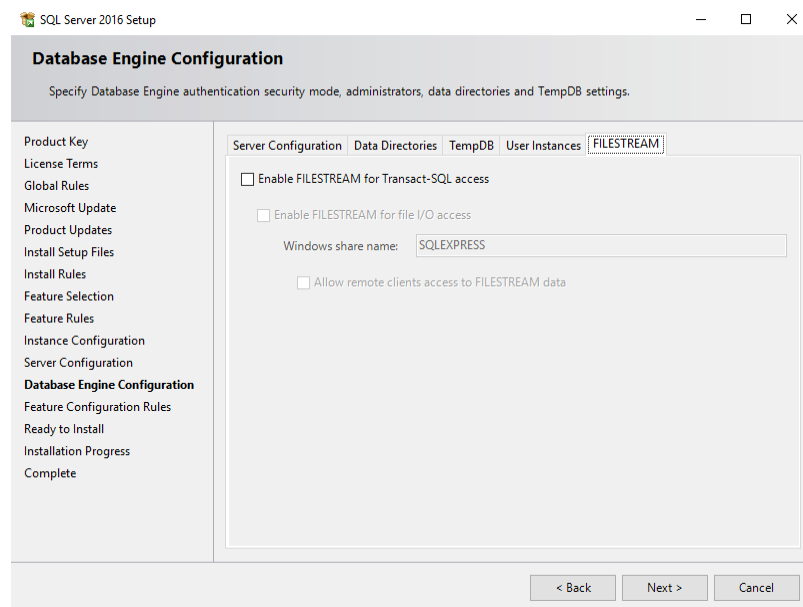 SQL Server 2016 Setup
Database Engine Configuration
Specify Database Engine authentication security mode, administrators, data directories and TempDB settings.
Product Key
License Terms
Global Rules
Microsoft Update
Product Updates
Install Setup Files
Install Rules
Feature Selection
Feature Rules
Instance Configuration
Server Configuration
Database Engine Configuration
Feature Configuration Rules
Ready to Install
Installation Progress
Complete
Server Configuration Data Directories TempDB User Instances FILESTREAM
Enable FILESTREAM for Transact-SQL access
Enable FILESTREAM for file I/O access
Windows share name: SQLEXPRESS
Allow remote clients access to FILESTREAM data
< Back Next > Cancel